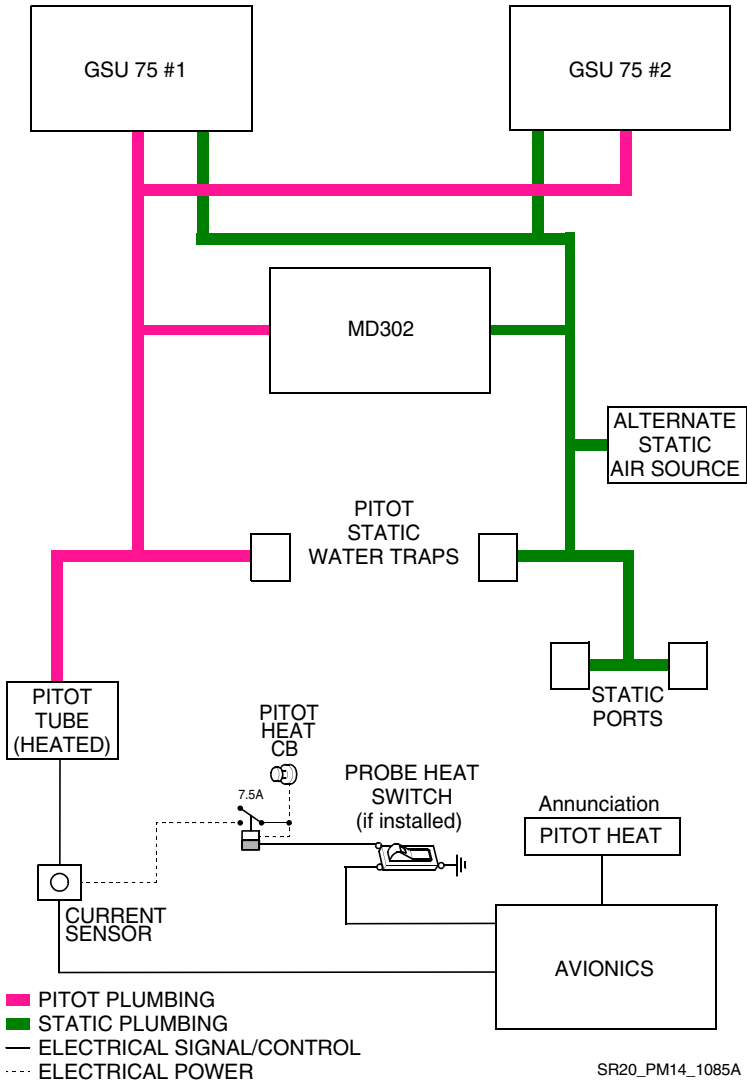 GSU 75 #1
GSU 75 #2
MD302
ALTERNATE
STATIC
AIR SOURCE
PITOT
STATIC
WATER TRAPS
STATIC
PORTS
PITOT
TUBE
(HEATED)
PITOT
HEAT
CB
7.5A
PROBE HEAT
SWITCH
(if installed)
Annunciation
PITOT HEAT
CURRENT
SENSOR
AVIONICS
PITOT PLUMBING
STATIC PLUMBING
ELECTRICAL SIGNAL/CONTROL
ELECTRICAL POWER
SR20_PM14_1085A